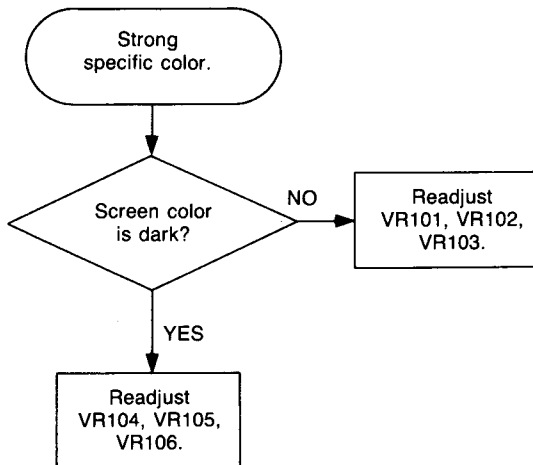 Strong
specific color.
Screen color
is dark?
NO
Readjust
VR101, VR102,
VR103.
YES
Readjust
VR104, VR105,
VR106.